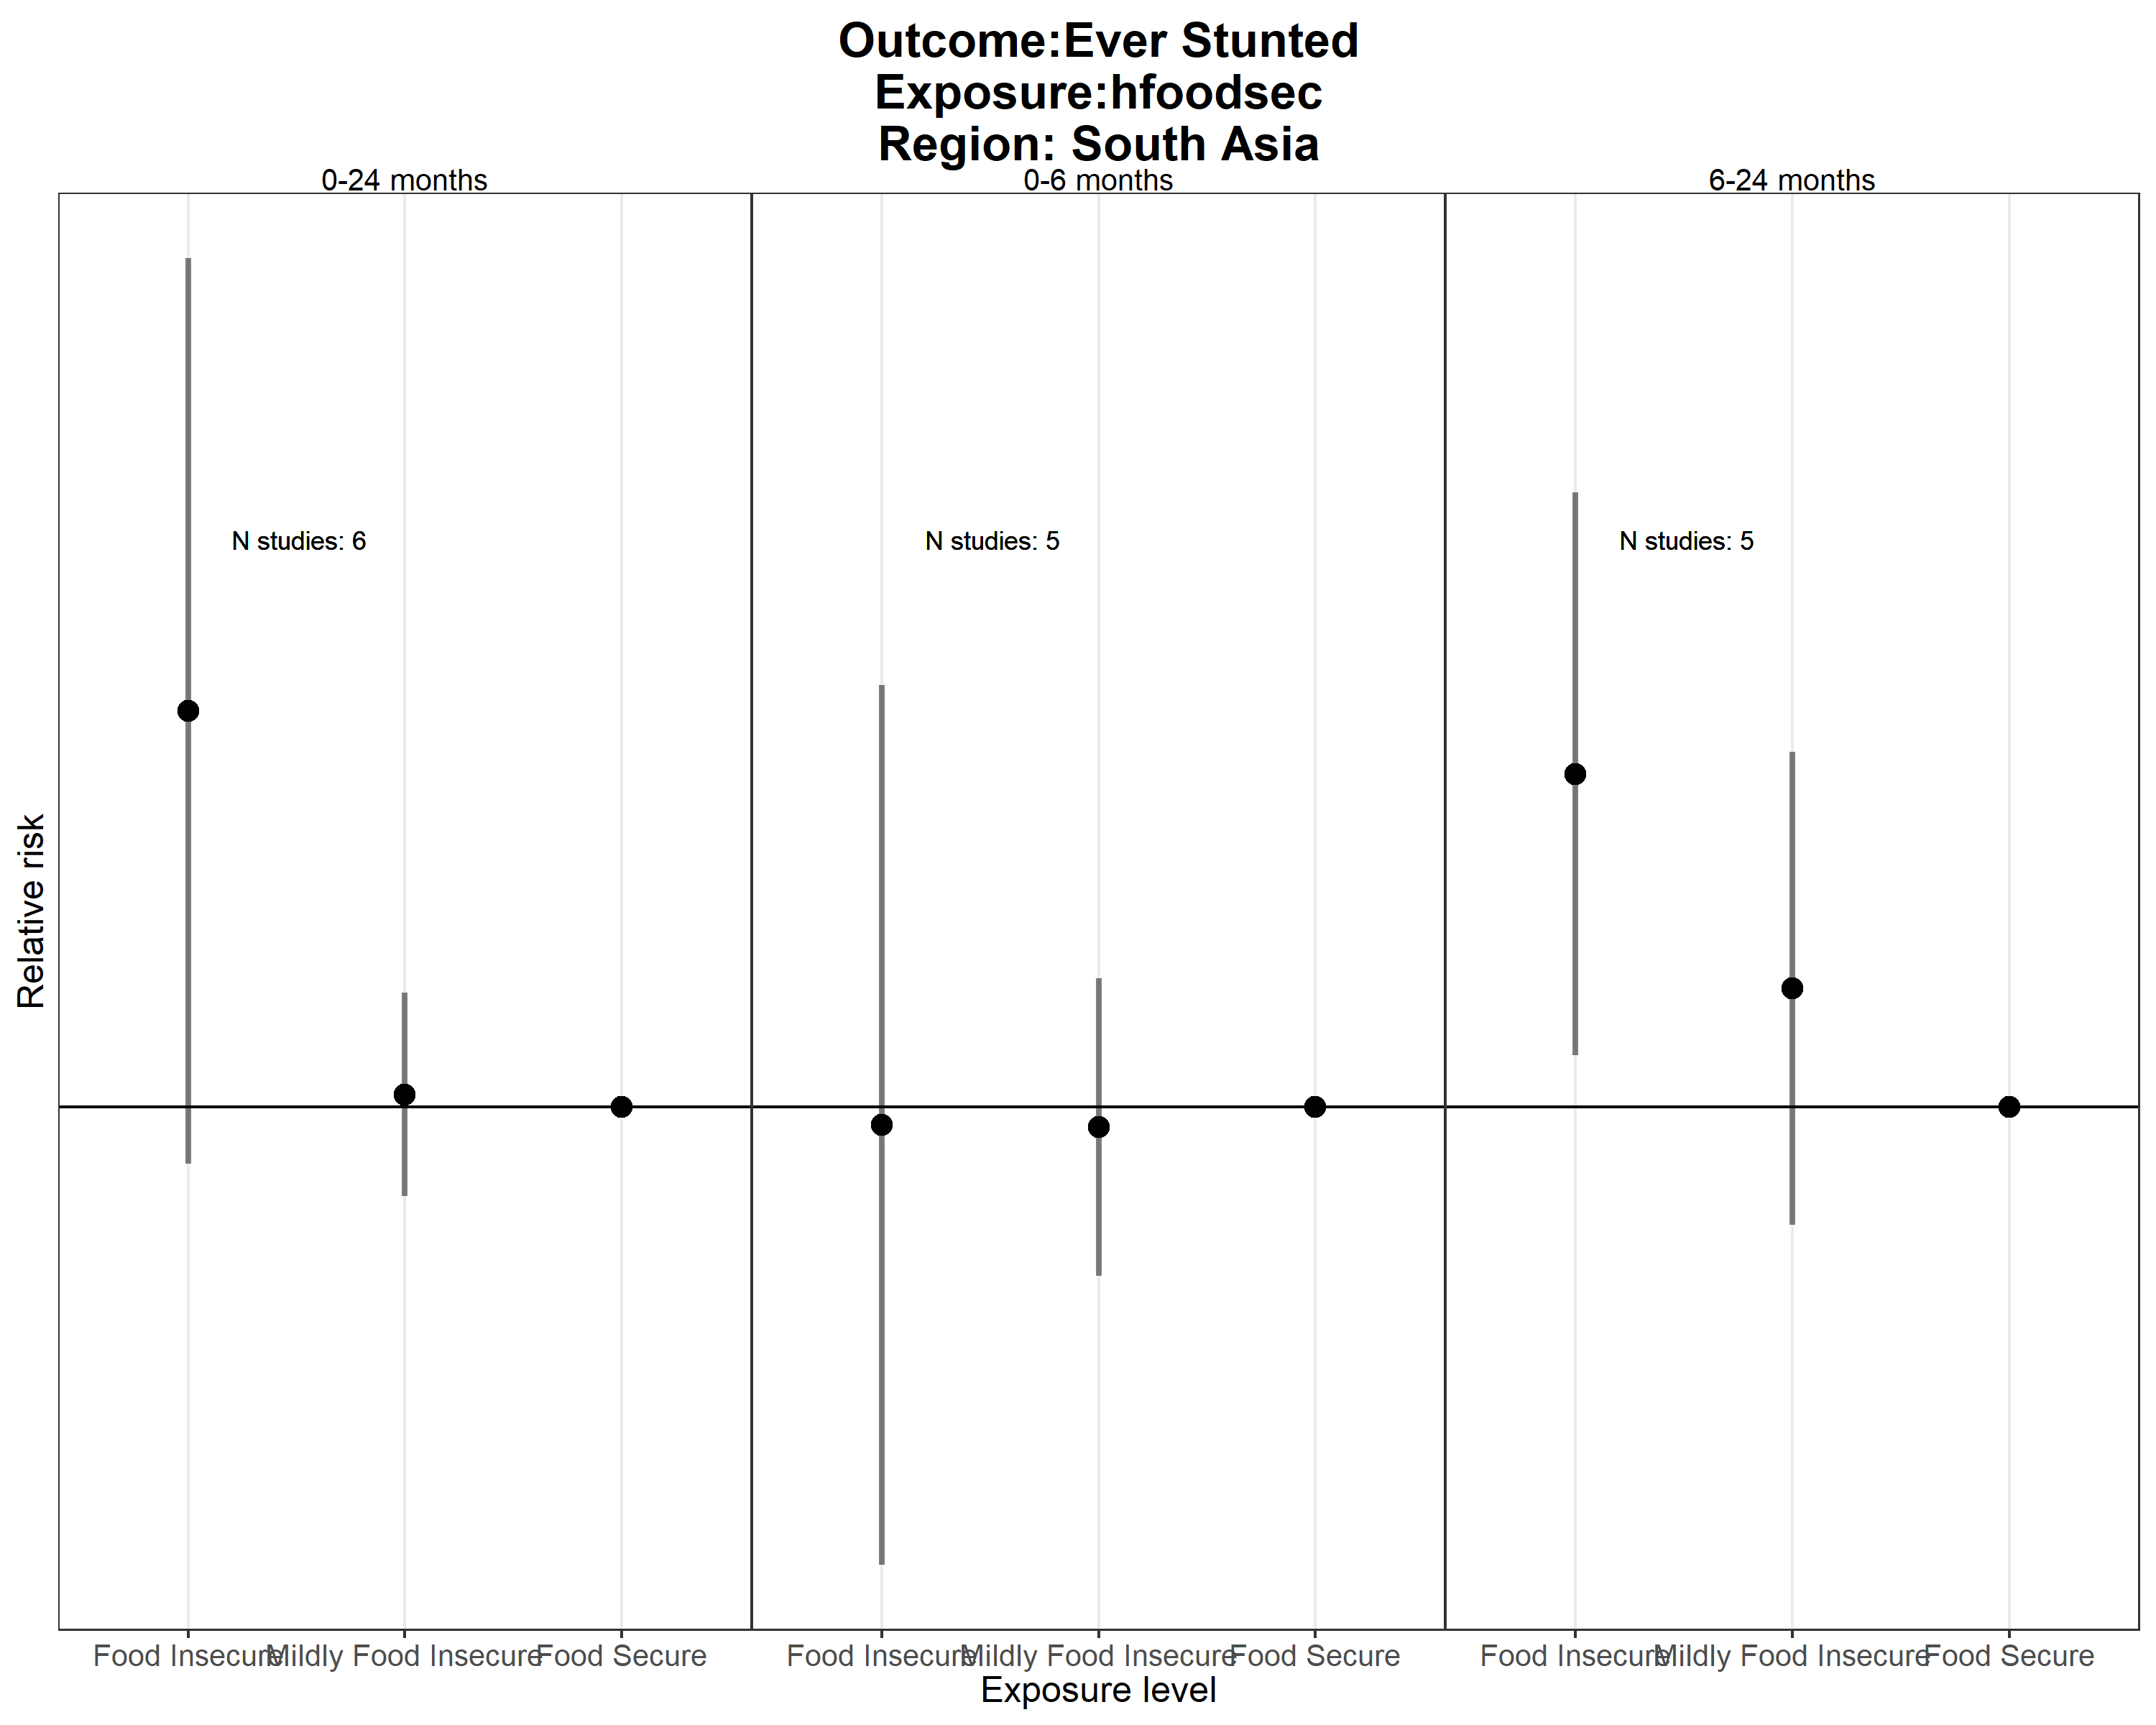 Outcome:Ever Stunted
Exposure:hfoodsec
Region: South Asia
0-24 months
0-6 months
6-24 months
N studies: 6
N studies: 5
N studies: 5
Relative risk
Food Insecure
Mildly Food Insecure
Food Secure
Food Insecure
Mildly Food Insecure
Food Secure
Food Insecure
Mildly Food Insecure
Food Secure
Exposure level